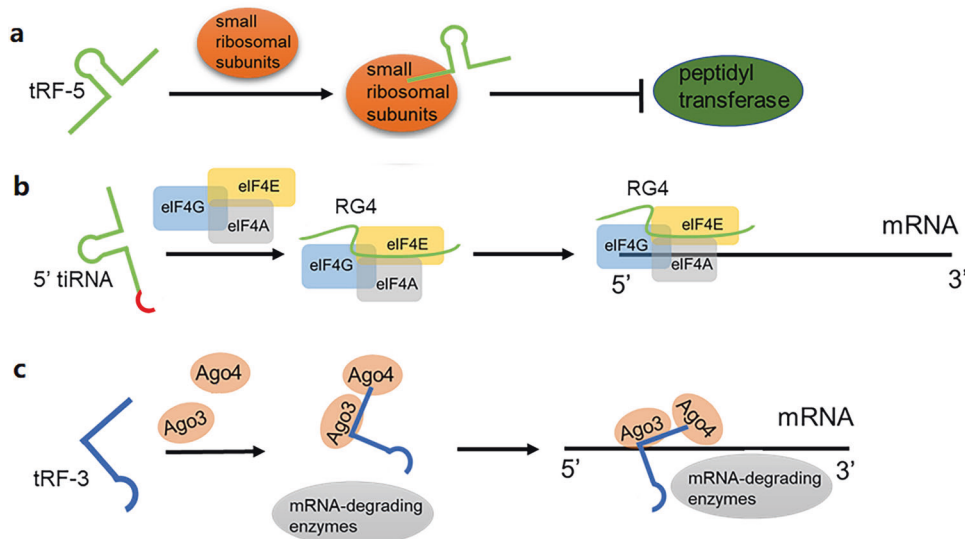 a
tRF-5
small
ribosomal
subunits
small
ribosomal
subunits
peptidyl
transferase
b
5’ tiRNA
eIF4G
eIF4E
eIF4A
RG4
eIF4G
eIF4E
eIF4A
RG4
eIF4G
eIF4E
eIF4A
mRNA
5’
3’
c
tRF-3
Ago4
Ago3
Ago4
Ago3
mRNA-degrading
enzymes
Ago3
Ago4
mRNA
5’
3’
mRNA-degrading
enzymes